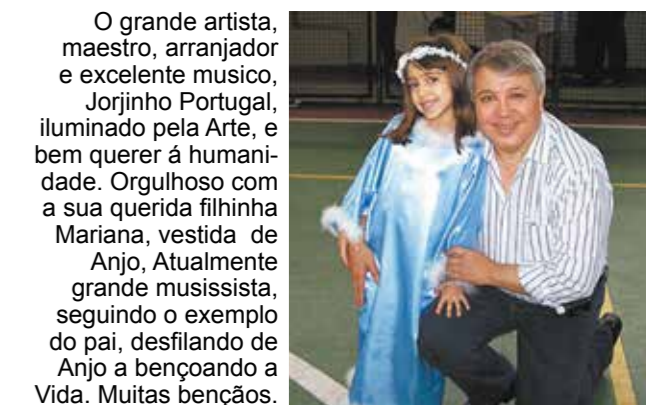 O grande artista,
maestro, arranjador
e excelente musico,
Jorjinho Portugal,
iluminado pela Arte, e
bem querer á humani-
dade. Orgulhoso com
a sua querida filhinha
Mariana, vestida  de
Anjo, Atualmente
grande musissista,
seguindo o exemplo
do pai, desfilando de
Anjo a bençoando a
Vida. Muitas bençãos.